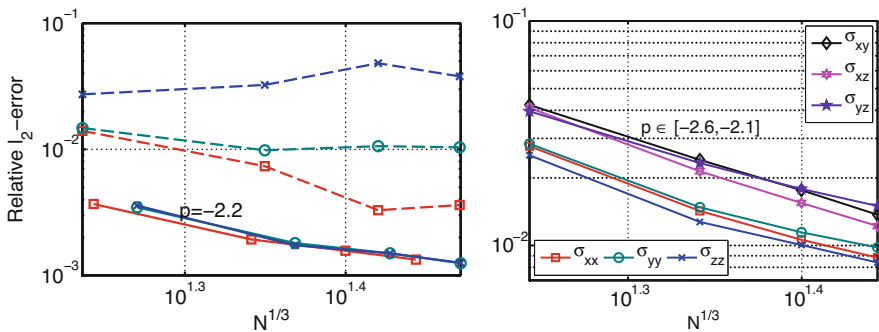 Relative l₂−error
10⁻¹
10⁻²
10⁻³
p=−2.2
10^1.3
10^1.4
N^1/3
10⁻¹
10⁻²
σxy
σxz
σyz
p ∈ [−2.6,−2.1]
σxx
σyy
σzz
10^1.3
10^1.4
N^1/3